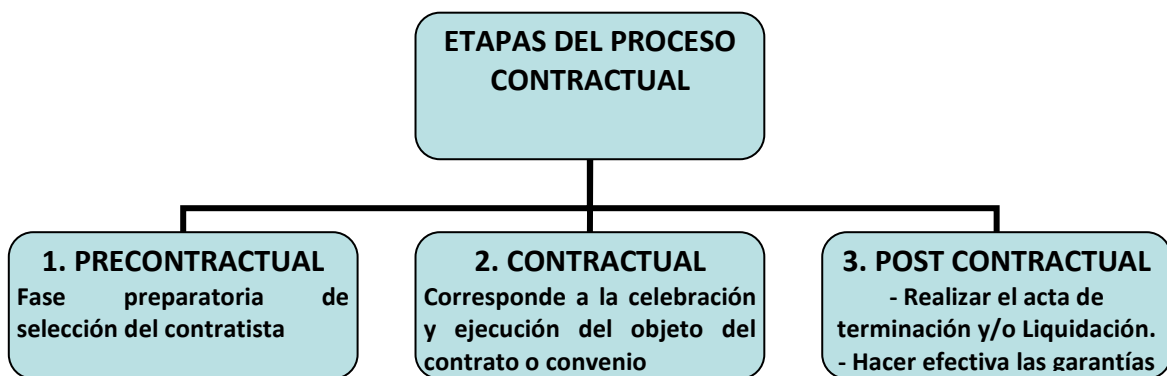 ETAPAS DEL PROCESO
CONTRACTUAL
1. PRECONTRACTUAL
Fase preparatoria de
selección del contratista
2. CONTRACTUAL
Corresponde a la celebración
y ejecución del objeto del
contrato o convenio
3. POST CONTRACTUAL
- Realizar el acta de
terminación y/o Liquidación.
- Hacer efectiva las garantías